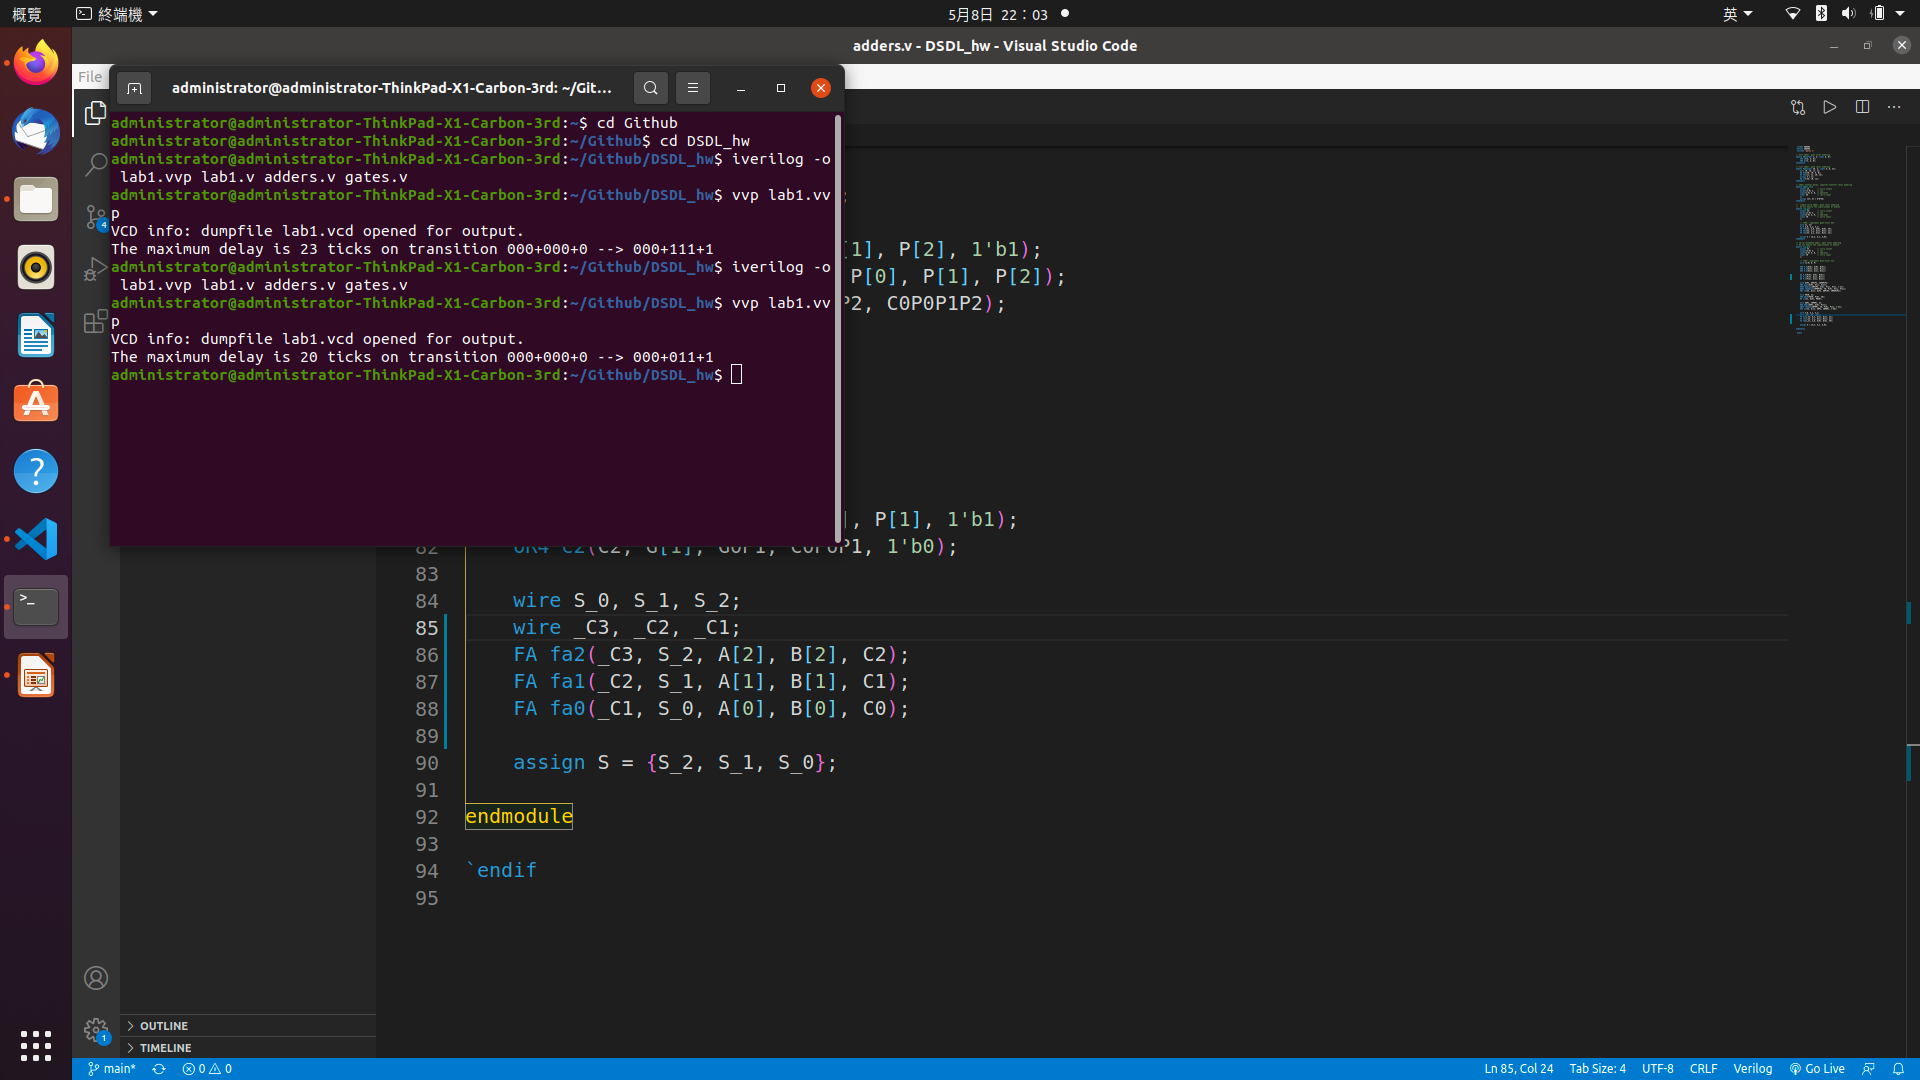 概覽
終端機
5月8日 22：03
英
adders.v - DSDL_hw - Visual Studio Code
File
administrator@administrator-ThinkPad-X1-Carbon-3rd: ~/Git...
administrator@administrator-ThinkPad-X1-Carbon-3rd:~$ cd Github
administrator@administrator-ThinkPad-X1-Carbon-3rd:~/Github$ cd DSDL_hw
administrator@administrator-ThinkPad-X1-Carbon-3rd:~/Github/DSDL_hw$ iverilog -o
lab1.vvp lab1.v adders.v gates.v
administrator@administrator-ThinkPad-X1-Carbon-3rd:~/Github/DSDL_hw$ vvp lab1.vv
p
VCD info: dumpfile lab1.vcd opened for output.
The maximum delay is 23 ticks on transition 000+000+0 --> 000+111+1
administrator@administrator-ThinkPad-X1-Carbon-3rd:~/Github/DSDL_hw$ iverilog -o
lab1.vvp lab1.v adders.v gates.v
administrator@administrator-ThinkPad-X1-Carbon-3rd:~/Github/DSDL_hw$ vvp lab1.vv
p
VCD info: dumpfile lab1.vcd opened for output.
The maximum delay is 20 ticks on transition 000+000+0 --> 000+011+1
administrator@administrator-ThinkPad-X1-Carbon-3rd:~/Github/DSDL_hw$
;
[1], P[2], 1'b1);
P[0], P[1], P[2]);
P2, C0P0P1P2);
], P[1], 1'b1);
82 OR4 c2(C2, G[1], G0P1, C0P0P1, 1'b0);
83
84 wire S_0, S_1, S_2;
85 wire _C3, _C2, _C1;
86 FA fa2(_C3, S_2, A[2], B[2], C2);
87 FA fa1(_C2, S_1, A[1], B[1], C1);
88 FA fa0(_C1, S_0, A[0], B[0], C0);
89
90 assign S = {S_2, S_1, S_0};
91
92 endmodule
93
94 `endif
95
4
1
OUTLINE
TIMELINE
main* 0 0
Ln 85, Col 24 Tab Size: 4 UTF-8 CRLF Verilog Go Live